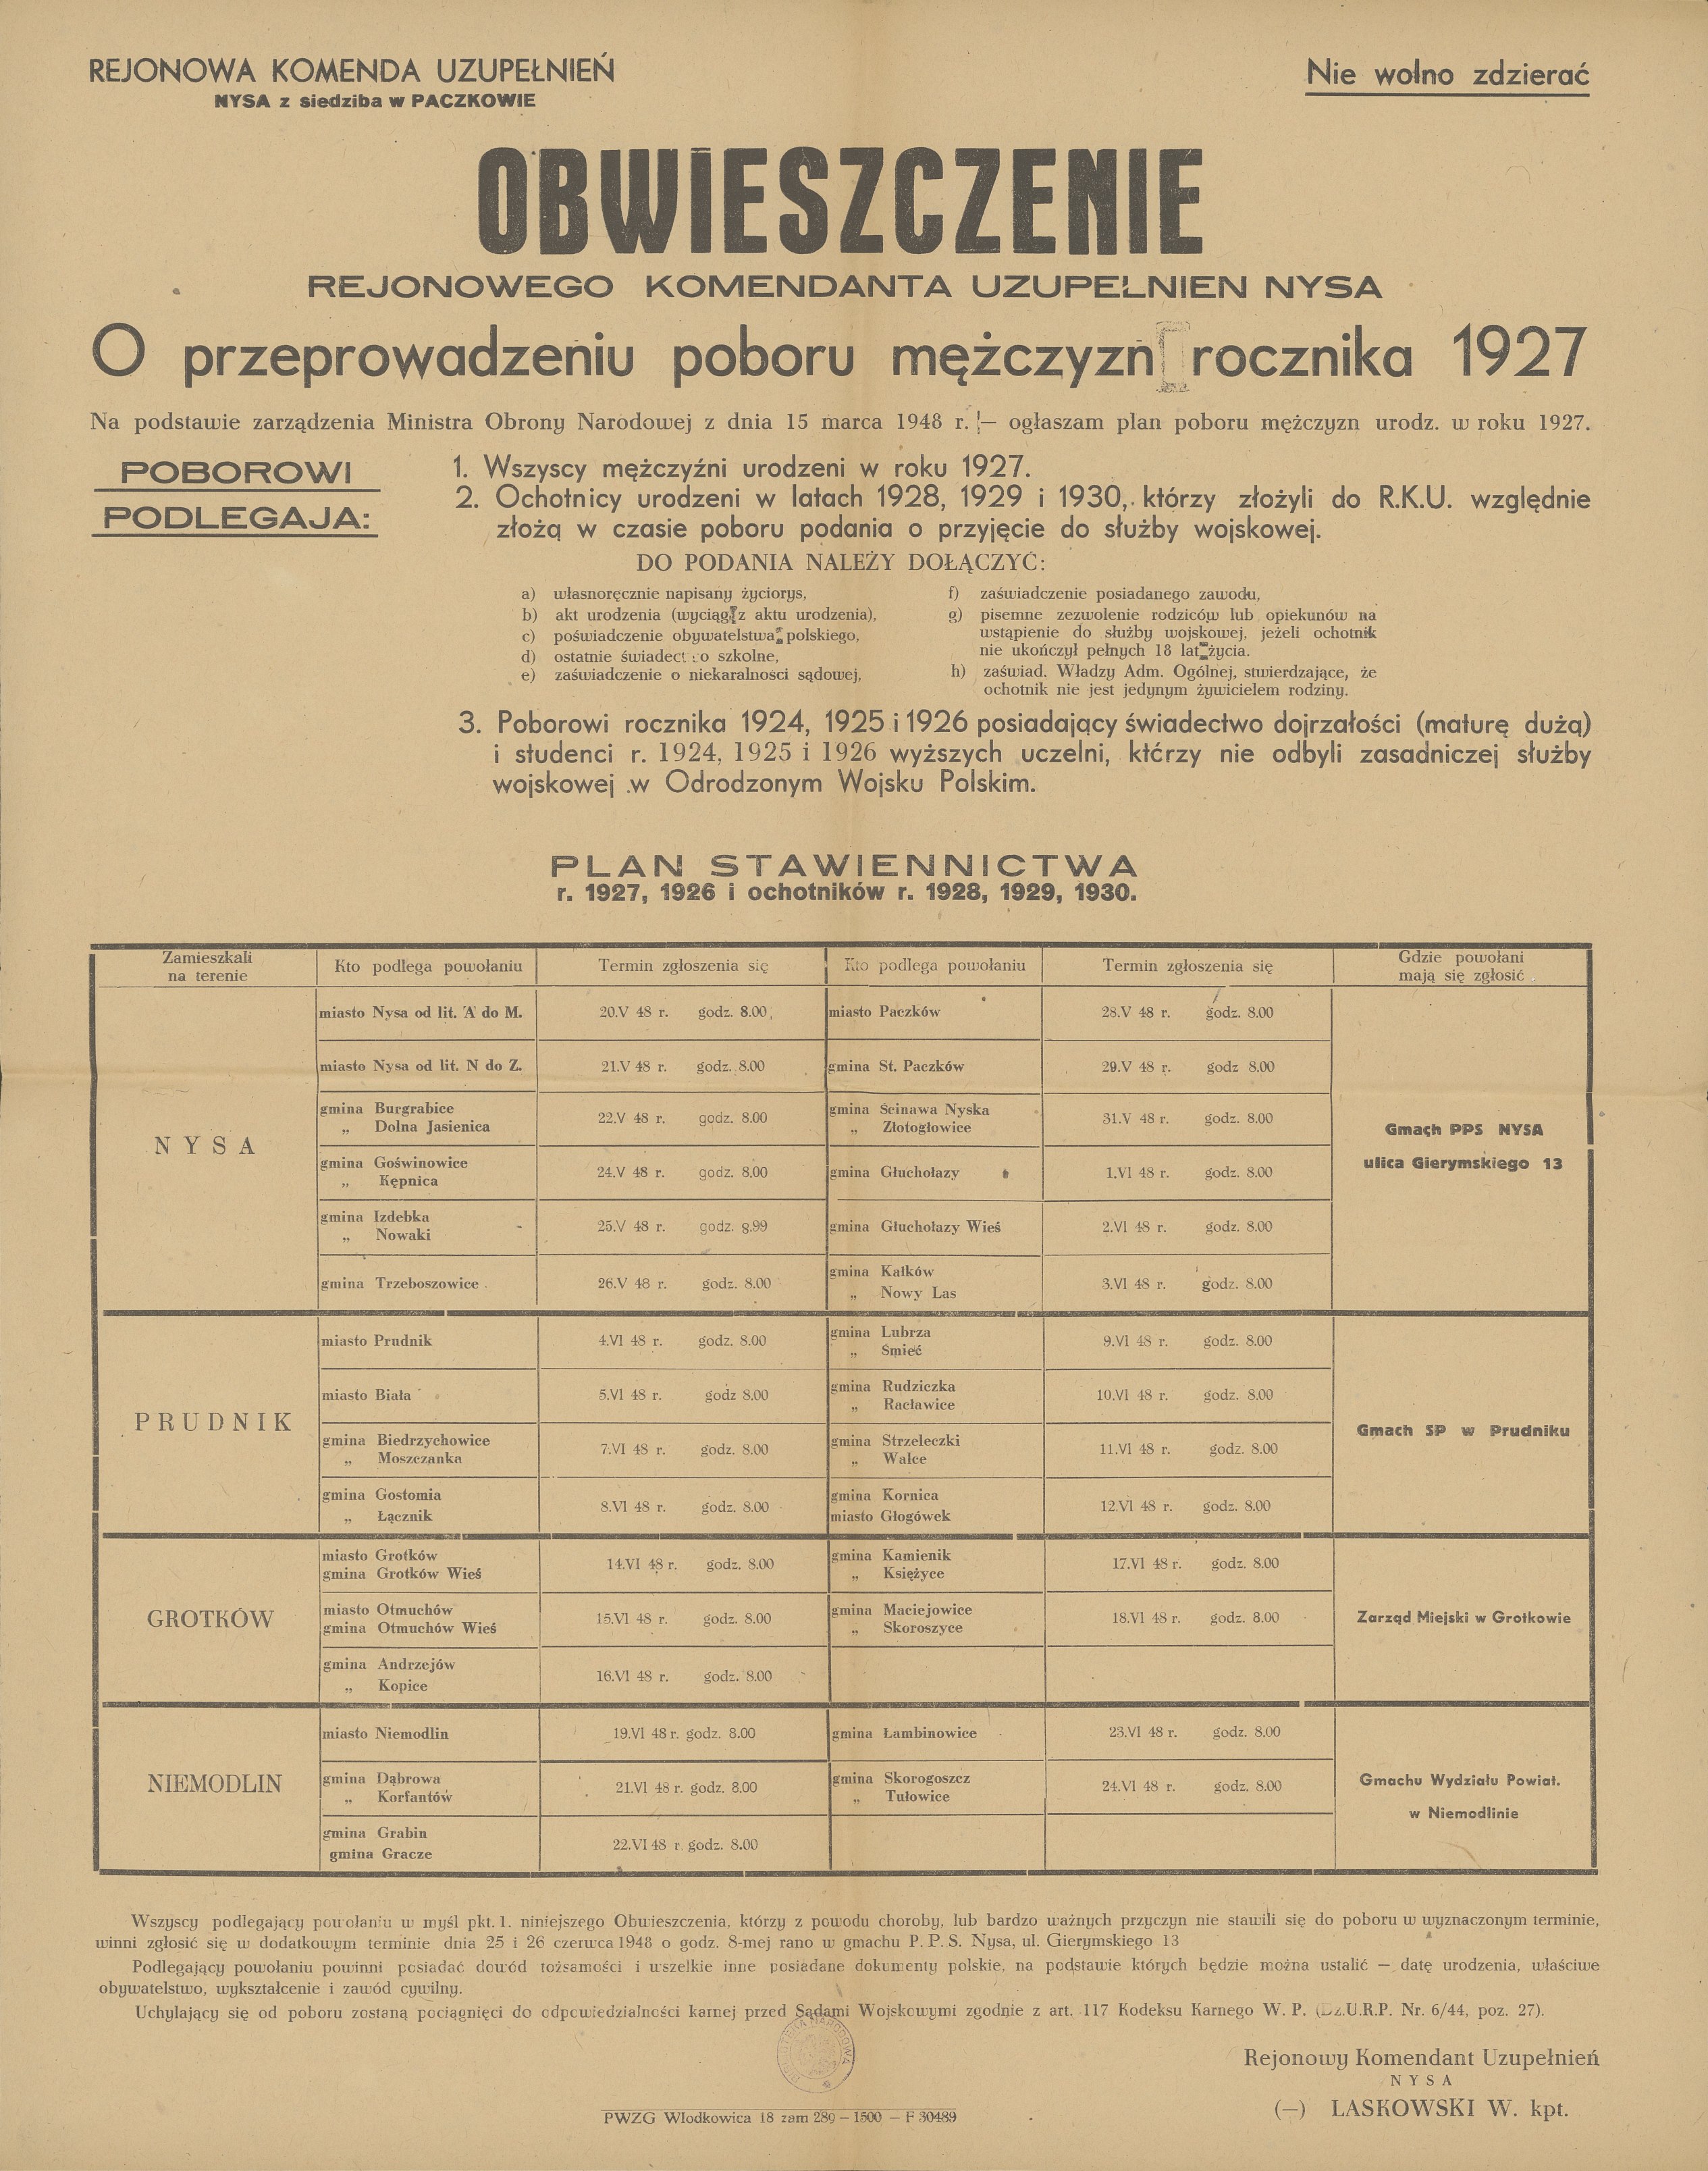 REJONOWA KOMENDA UZUPEŁNIEŃ
NYSA z siedziba w PACZKOWIE
Nie wolno zdzierać
OBWIESZCZENIE
REJONOWEGO KOMENDANTA UZUPEŁNIEN NYSA
O przeprowadzeniu poboru mężczyzn rocznika 1927
Na podstawie zarządzenia Ministra Obrony Narodowej z dnia 15 marca 1948 r. — ogłaszam plan poboru mężczyzn urodz. w roku 1927.
POBOROWI
PODLEGAJA:
1. Wszyscy mężczyźni urodzeni w roku 1927.
2. Ochotnicy urodzeni w latach 1928, 1929 i 1930, którzy złożyli do R.K.U. względnie
złożą w czasie poboru podania o przyjęcie do służby wojskowej.
DO PODANIA NALEŻY DOŁĄCZYĆ:
a) własnoręcznie napisany życiorys,
b) akt urodzenia (wyciąg z aktu urodzenia),
c) poświadczenie obywatelstwa polskiego,
d) ostatnie świadect o szkolne,
e) zaświadczenie o niekaralności sądowej,
f) zaświadczenie posiadanego zawodu,
g) pisemne zezwolenie rodziców lub opiekunów na
wstąpienie do służby wojskowej, jeżeli ochotnik
nie ukończył pełnych 18 lat życia.
h) zaświad. Władzy Adm. Ogólnej, stwierdzające, że
ochotnik nie jest jedynym żywicielem rodziny.
3. Poborowi rocznika 1924, 1925 i 1926 posiadający świadectwo dojrzałości (maturę dużą)
i studenci r. 1924, 1925 i 1926 wyższych uczelni, którzy nie odbyli zasadniczej służby
wojskowej w Odrodzonym Wojsku Polskim.
PLAN STAWIENNICTWA
r. 1927, 1926 i ochotników r. 1928, 1929, 1930.
Zamieszkali na terenie | Kto podlega powołaniu | Termin zgłoszenia się | Kto podlega powołaniu | Termin zgłoszenia się | Gdzie powołani mają się zgłosić
NYSA
miasto Nysa od lit. A do M. 20.V 48 r. godz. 8.00 miasto Paczków 28.V 48 r. godz. 8.00
miasto Nysa od lit. N do Z. 21.V 48 r. godz. 8.00 gmina St. Paczków 29.V 48 r. godz 8.00
gmina Burgrabice
„ Dolna Jasienica 22.V 48 r. godz. 8.00 gmina Ścinawa Nyska
„ Złotogłowice 31.V 48 r. godz. 8.00
gmina Goświnowice
„ Kępnica 24.V 48 r. godz. 8.00 gmina Głuchołazy 1.VI 48 r. godz. 8.00
gmina Izdebka
„ Nowaki 25.V 48 r. godz. 8.99 gmina Głuchołazy Wieś 2.VI 48 r. godz. 8.00
gmina Trzeboszowice 26.V 48 r. godz. 8.00 gmina Kałków
„ Nowy Las 3.VI 48 r. godz. 8.00
Gmach PPS NYSA
ulica Gierymskiego 13
PRUDNIK
miasto Prudnik 4.VI 48 r. godz. 8.00 gmina Lubrza
„ Śmieć 9.VI 48 r. godz. 8.00
miasto Biała 5.VI 48 r. godz 8.00 gmina Rudziczka
„ Racławice 10.VI 48 r. godz. 8.00
gmina Biedrzychowice
„ Moszczanka 7.VI 48 r. godz. 8.00 gmina Strzeleczki
„ Walce 11.VI 48 r. godz. 8.00
gmina Gostomia
„ Łącznik 8.VI 48 r. godz. 8.00 gmina Kornica
miasto Głogówek 12.VI 48 r. godz. 8.00
Gmach SP w Prudniku
GROTKÓW
miasto Grotków
gmina Grotków Wieś 14.VI 48 r. godz. 8.00 gmina Kamienik
„ Księżyce 17.VI 48 r. godz. 8.00
miasto Otmuchów
gmina Otmuchów Wieś 15.VI 48 r. godz. 8.00 gmina Maciejowice
„ Skoroszyce 18.VI 48 r. godz. 8.00
gmina Andrzejów
„ Kopice 16.VI 48 r. godz. 8.00
Zarząd Miejski w Grotkowie
NIEMODLIN
miasto Niemodlin 19.VI 48 r. godz. 8.00 gmina Łambinowice 23.VI 48 r. godz. 8.00
gmina Dąbrowa
„ Korfantów 21.VI 48 r. godz. 8.00 gmina Skorogoszcz
„ Tułowice 24.VI 48 r. godz. 8.00
gmina Grabin
gmina Gracze 22.VI 48 r. godz. 8.00
Gmachu Wydziału Powiat.
w Niemodlinie
Wszyscy podlegający powołaniu w myśl pkt. 1. niniejszego Obwieszczenia, którzy z powodu choroby, lub bardzo ważnych przyczyn nie stawili się do poboru w wyznaczonym terminie,
winni zgłosić się w dodatkowym terminie dnia 25 i 26 czerwca 1948 o godz. 8-mej rano w gmachu P. P. S. Nysa, ul. Gierymskiego 13
Podlegający powołaniu powinni posiadać dowód tożsamości i wszelkie inne posiadane dokumenty polskie, na podstawie których będzie można ustalić — datę urodzenia, właściwe
obywatelstwo, wykształcenie i zawód cywilny.
Uchylający się od poboru zostaną pociągnięci do odpowiedzialności karnej przed Sądami Wojskowymi zgodnie z art. 117 Kodeksu Karnego W. P. (Dz.U.R.P. Nr. 6/44, poz. 27).
BIBLIOTEKA NARODOWA
Rejonowy Komendant Uzupełnień
NYSA
(—) LASKOWSKI W. kpt.
PWZG Włodkowica 18 zam 289 — 1500 — F 30489